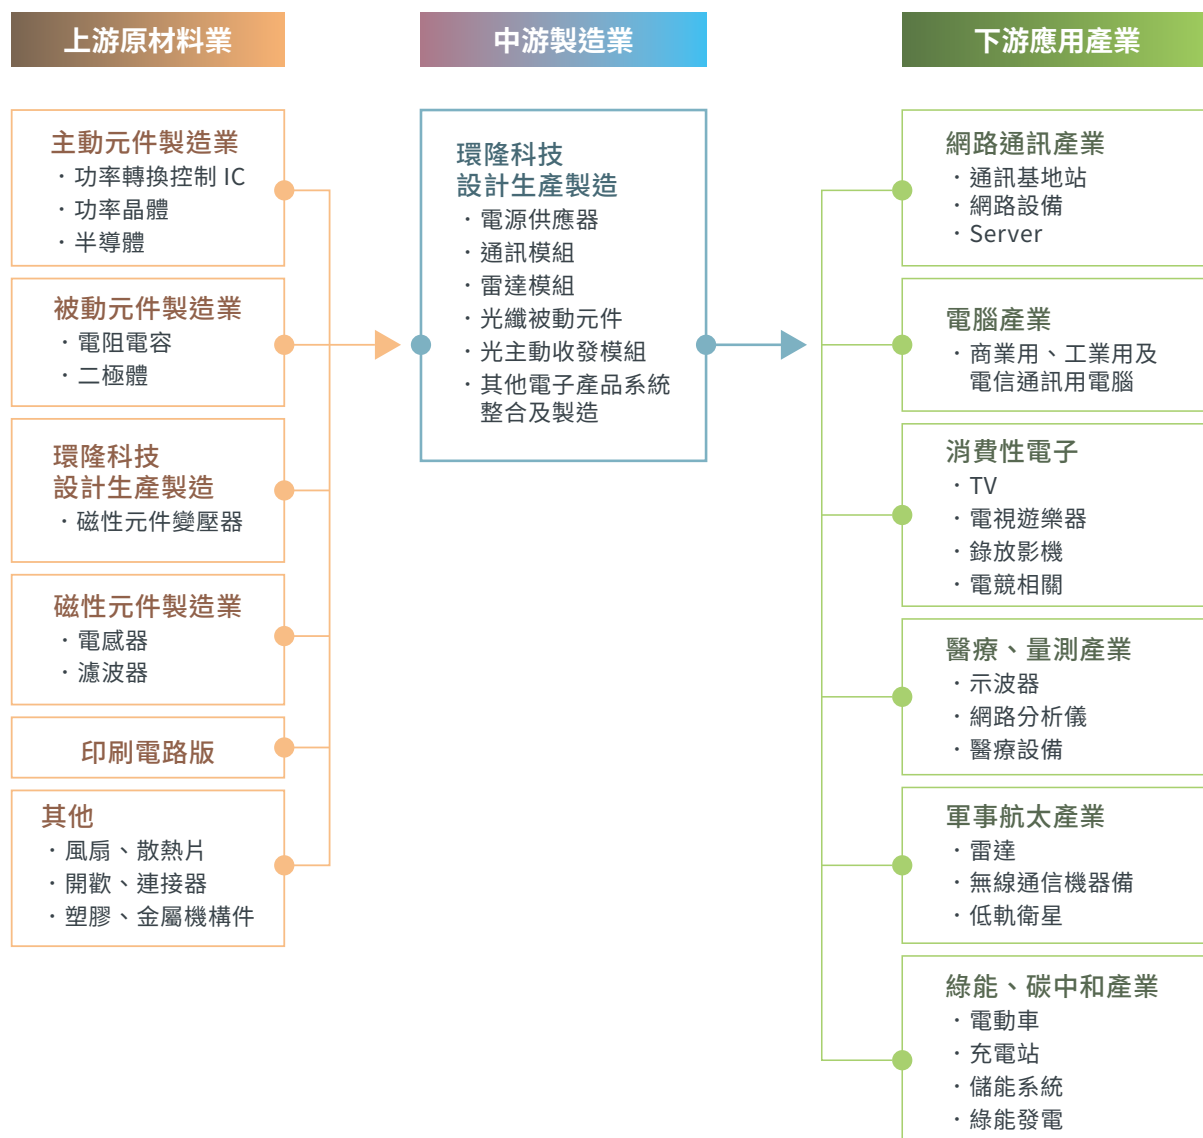 上游原材料業
主動元件製造業
·功率轉換控制 IC
·功率晶體
·半導體
被動元件製造業
·電阻電容
·二極體
環隆科技
設計生產製造
·磁性元件變壓器
磁性元件製造業
·電感器
·濾波器
印刷電路版
其他
·風扇、散熱片
·開歡、連接器
·塑膠、金屬機構件
中游製造業
環隆科技
設計生產製造
·電源供應器
·通訊模組
·雷達模組
·光纖被動元件
·光主動收發模組
·其他電子產品系統
整合及製造
下游應用產業
網路通訊產業
·通訊基地站
·網路設備
·Server
電腦產業
·商業用、工業用及
電信通訊用電腦
消費性電子
·TV
·電視遊樂器
·錄放影機
·電競相關
醫療、量測產業
·示波器
·網路分析儀
·醫療設備
軍事航太產業
·雷達
·無線通信機器備
·低軌衛星
綠能、碳中和產業
·電動車
·充電站
·儲能系統
·綠能發電